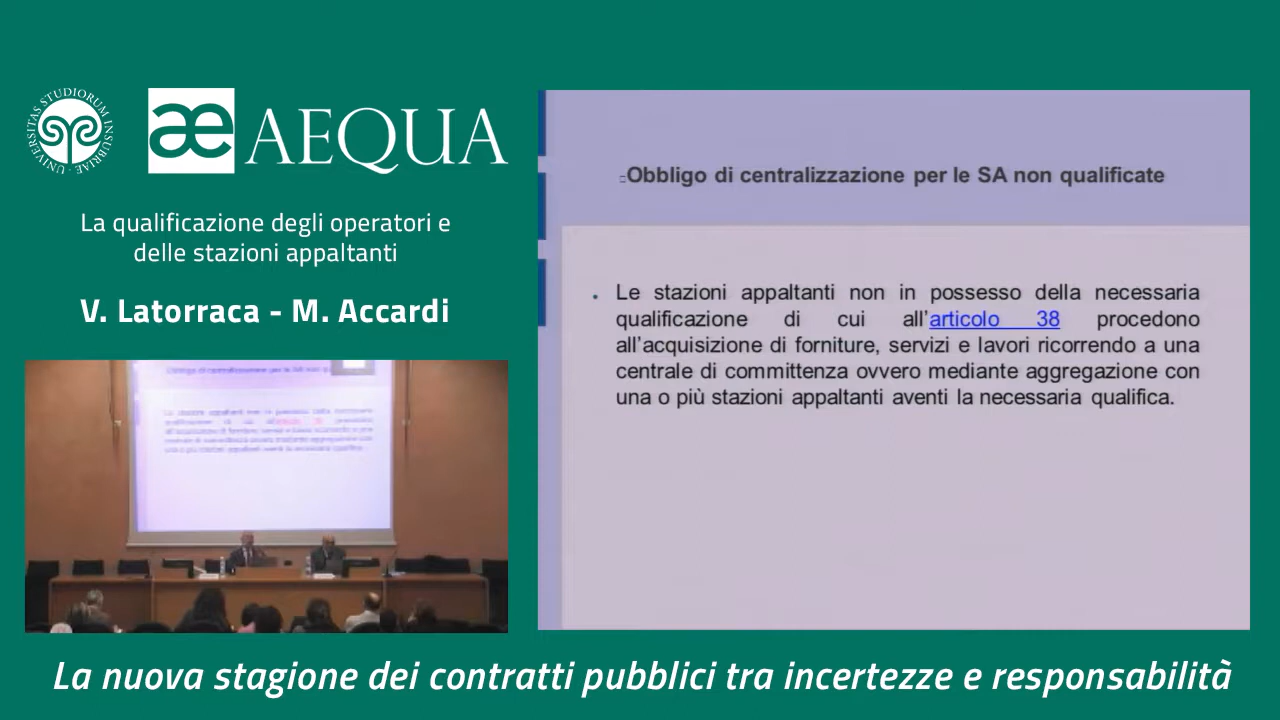 UNIVERSITAS STUDIORUM INSUBRIAE
æ AEQUA
La qualificazione degli operatori e
delle stazioni appaltanti
V. Latorraca - M. Accardi
Obbligo di centralizzazione per le SA non qualificate
• Le stazioni appaltanti non in possesso della necessaria
qualificazione di cui all’articolo 38 procedono
all’acquisizione di forniture, servizi e lavori ricorrendo a una
centrale di committenza ovvero mediante aggregazione con
una o più stazioni appaltanti aventi la necessaria qualifica.
La nuova stagione dei contratti pubblici tra incertezze e responsabilità